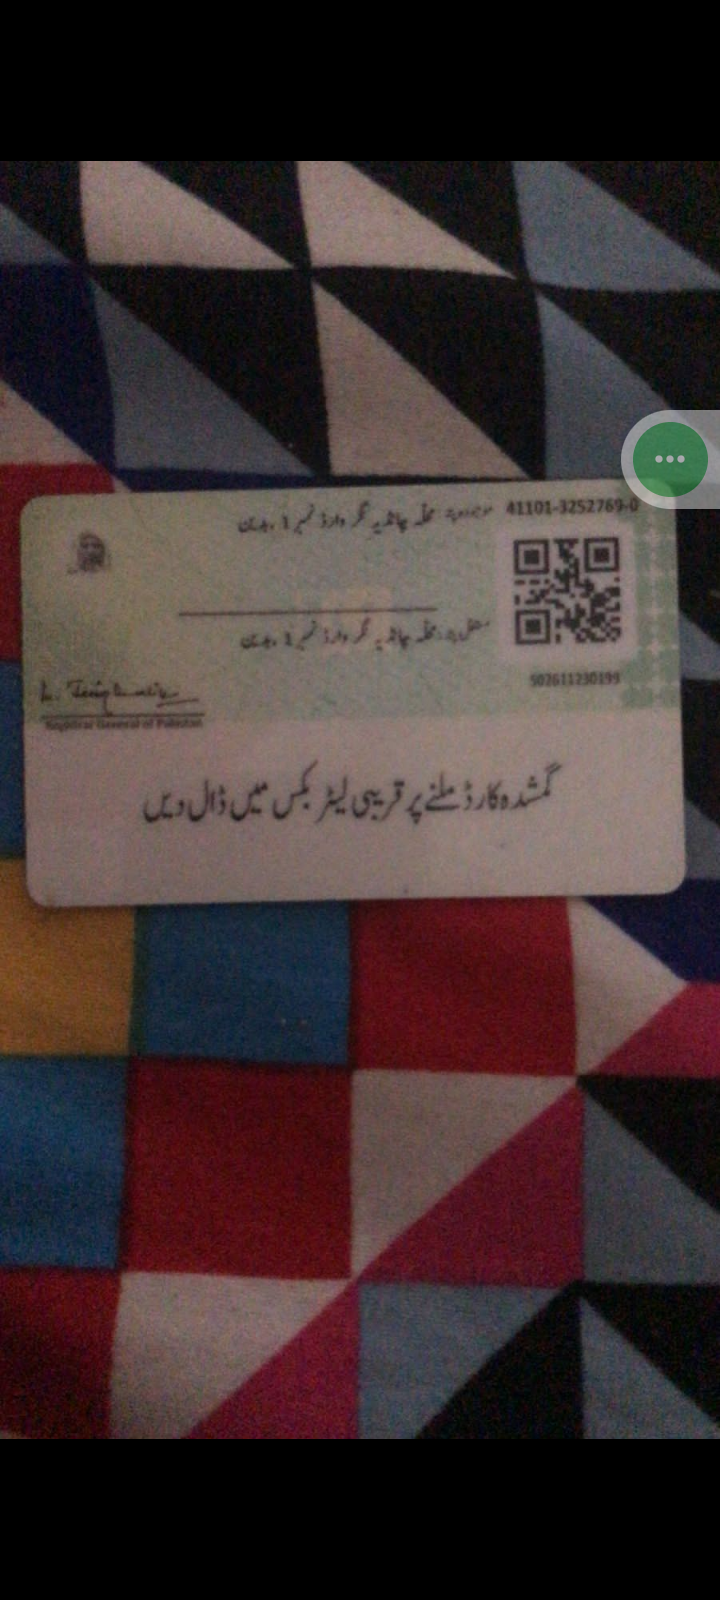 41101-3252769-0
موجودہ پتہ: محلہ چانڈیہ نگر وارڈ نمبر 1، بدین
مستقل پتہ: محلہ چانڈیہ نگر وارڈ نمبر 1، بدین
502611230199
Registrar General of Pakistan
گمشدہ کارڈ ملنے پر قریبی لیٹر بکس میں ڈال دیں